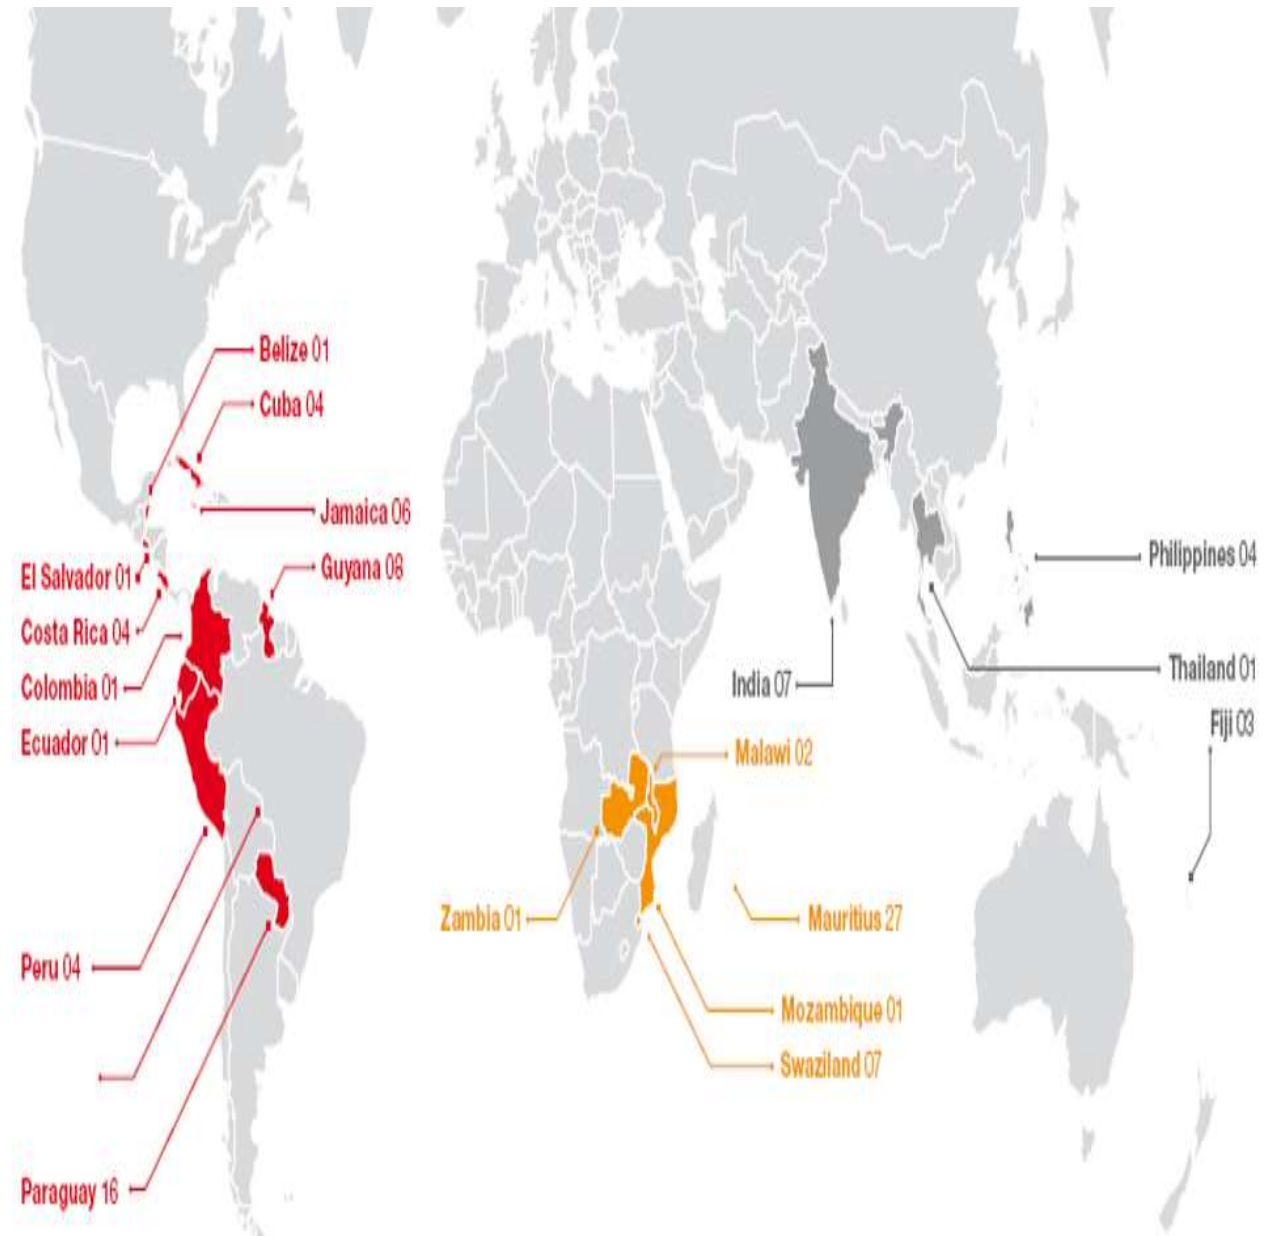 Belize 01
Cuba 04
Jamaica 06
Guyana 08
El Salvador 01
Costa Rica 04
Colombia 01
Ecuador 01
Peru 04
Paraguay 16
Malawi 02
Zambia 01
Mauritius 27
Mozambique 01
Swaziland 07
India 07
Philippines 04
Thailand 01
Fiji 03